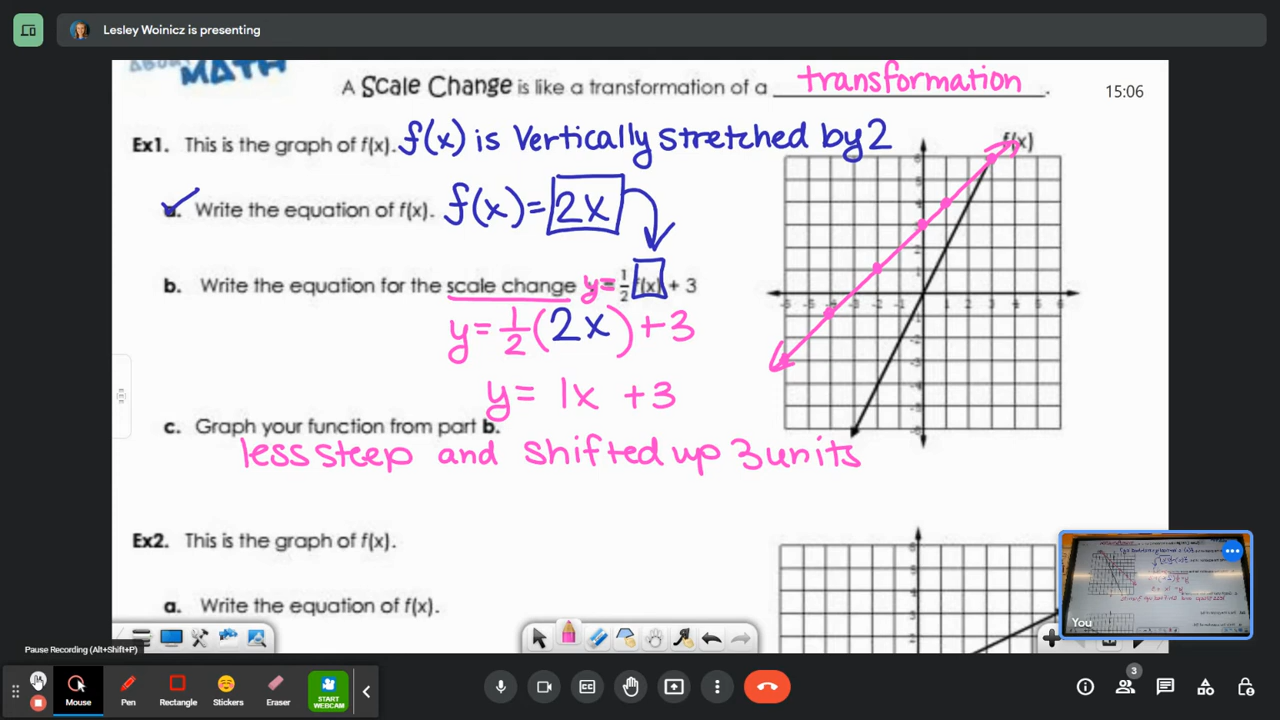 Lesley Woinicz is presenting
MATH
A Scale Change is like a transformation of a transformation.
15:06
Ex1. This is the graph of f(x). f(x) is Vertically stretched by 2
f(x)
a. Write the equation of f(x). f(x)= 2x
b. Write the equation for the scale change y= 1/2 f(x) + 3
y= 1/2 (2x) +3
y= 1x +3
c. Graph your function from part b.
less steep and shifted up 3 units
Ex2. This is the graph of f(x).
You
a. Write the equation of f(x).
Pause Recording (Alt+Shift+P)
Mouse
Pen
Rectangle
Stickers
Eraser
START
WEBCAM
CC
3